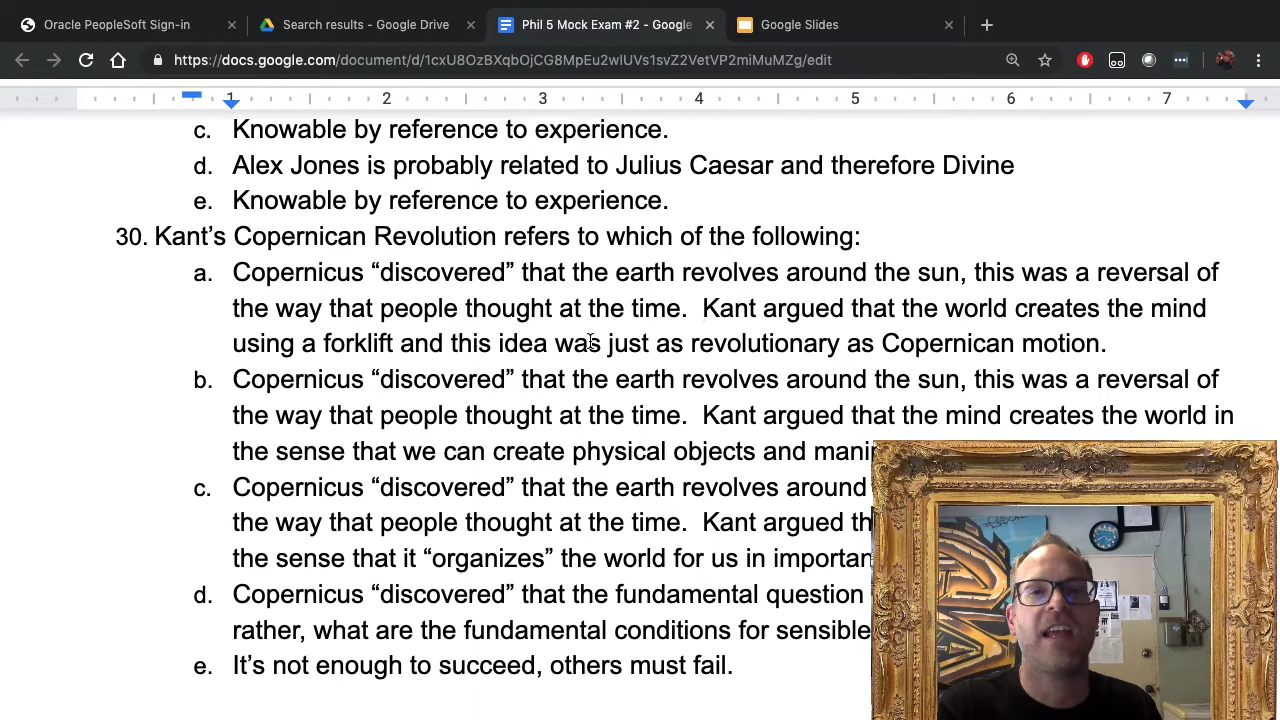 Oracle PeopleSoft Sign-in
Search results - Google Drive
Phil 5 Mock Exam #2 - Google
Google Slides
https://docs.google.com/document/d/1cxU8OzBXqbOjCG8MpEu2wlUVs1svZ2VetVP2miMuMZg/edit
1 2 3 4 5 6 7
c. Knowable by reference to experience.
d. Alex Jones is probably related to Julius Caesar and therefore Divine
e. Knowable by reference to experience.
30. Kant’s Copernican Revolution refers to which of the following:
a. Copernicus “discovered” that the earth revolves around the sun, this was a reversal of
the way that people thought at the time. Kant argued that the world creates the mind
using a forklift and this idea was just as revolutionary as Copernican motion.
b. Copernicus “discovered” that the earth revolves around the sun, this was a reversal of
the way that people thought at the time. Kant argued that the mind creates the world in
the sense that we can create physical objects and
c. Copernicus “discovered” that the earth revolves around
the way that people thought at the time. Kant argued
the sense that it “organizes” the world for us in
d. Copernicus “discovered” that the fundamental question
rather, what are the fundamental conditions for sensible
e. It’s not enough to succeed, others must fail.